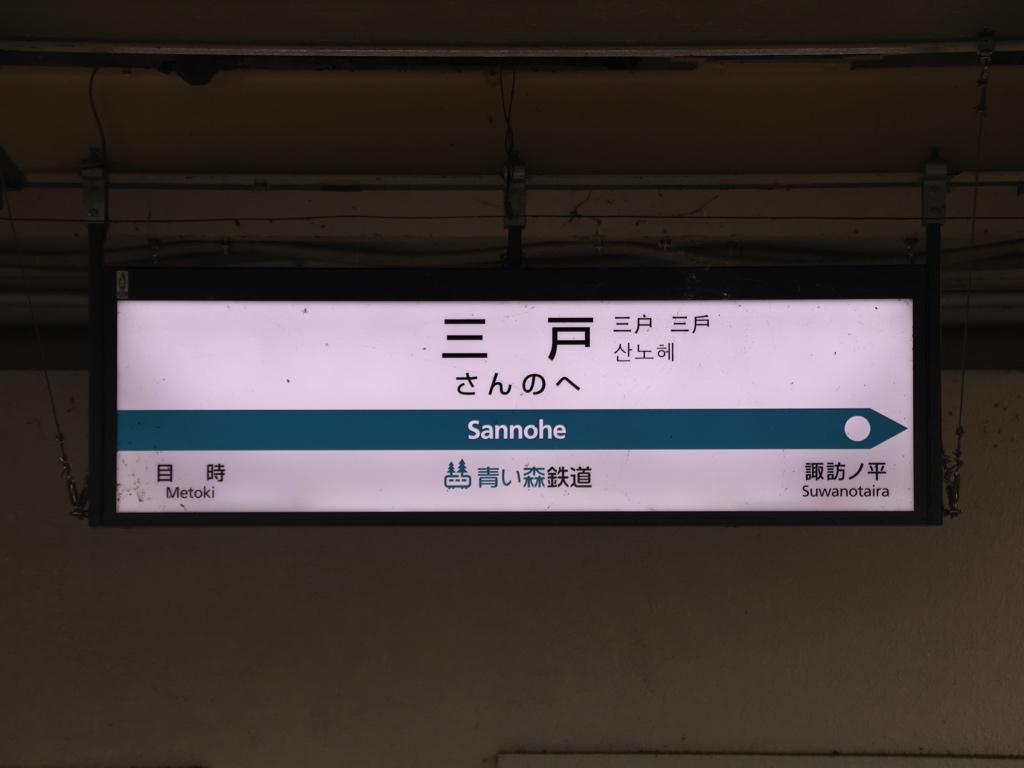 三戸 三户 三戶
산노헤
さんのへ
Sannohe
目時 青い森鉄道 諏訪ノ平
Metoki Suwanotaira